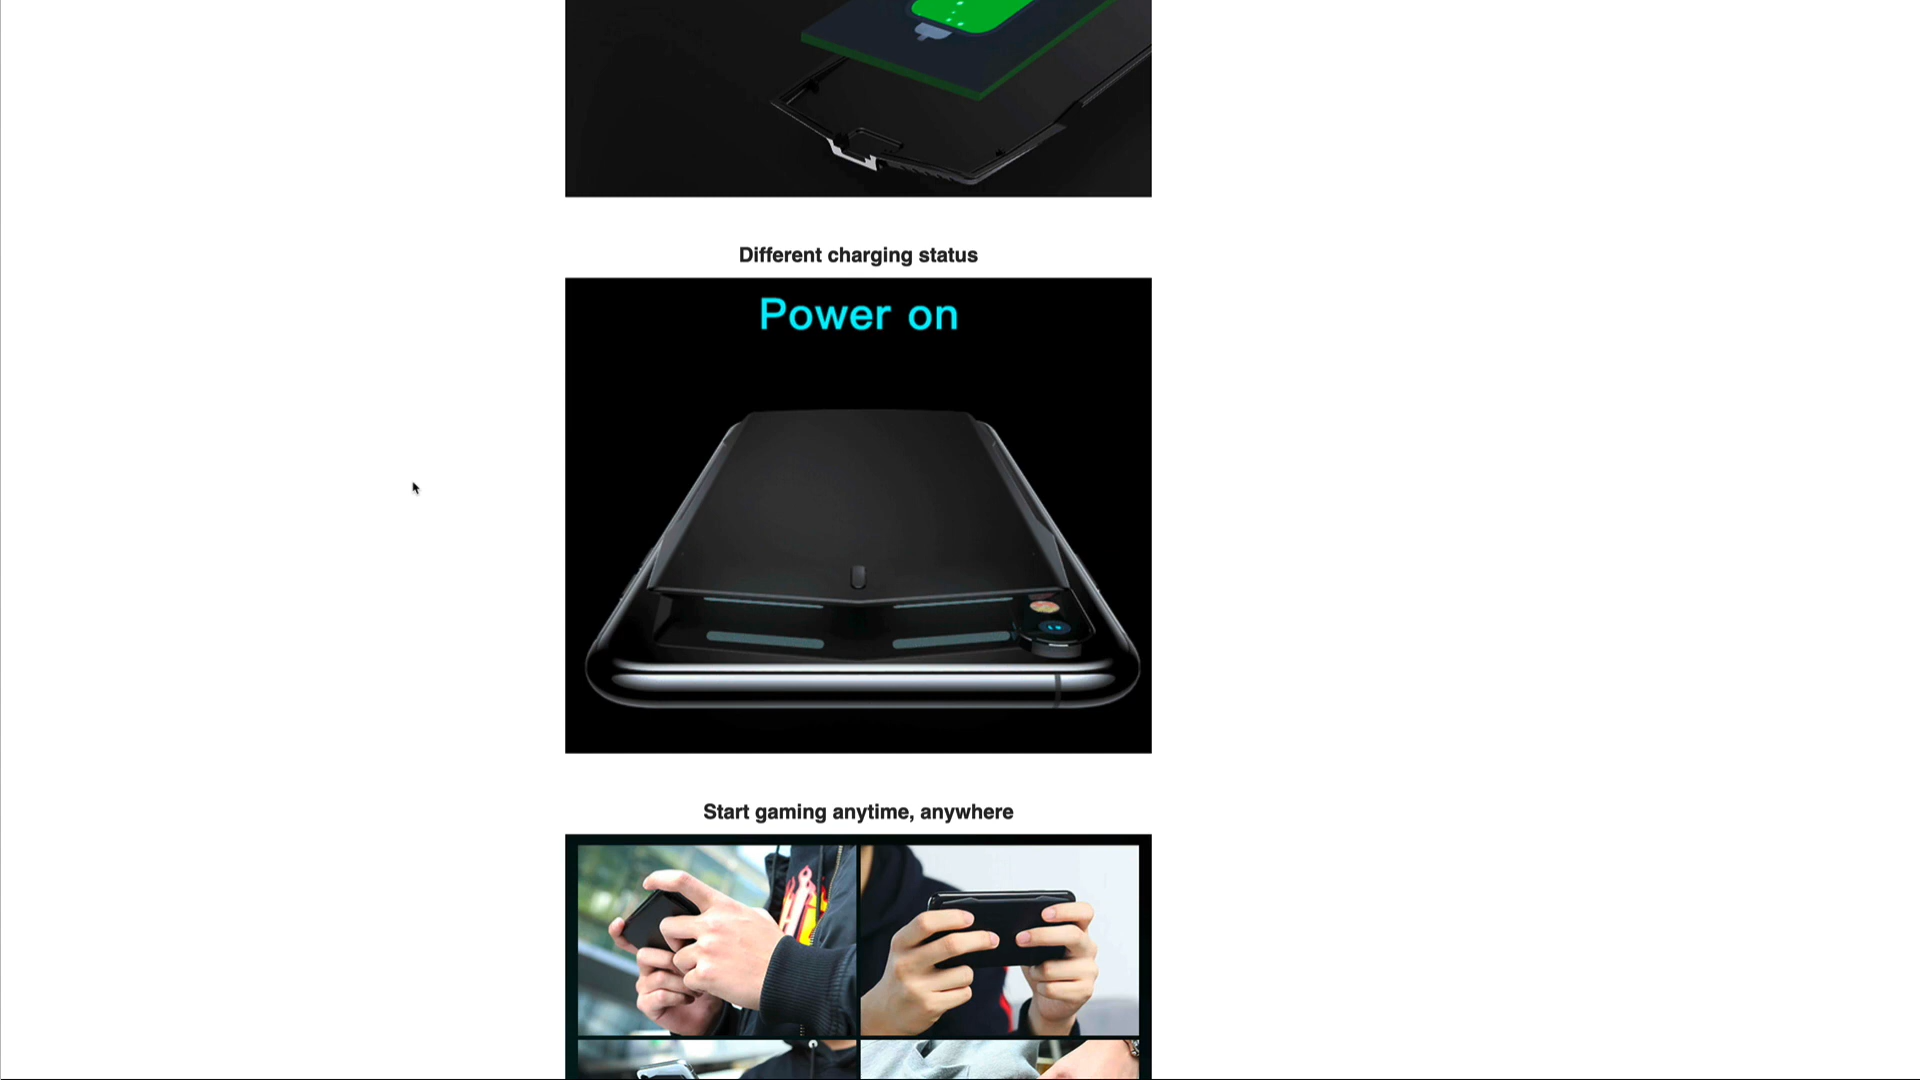 Different charging status
Power on
Start gaming anytime, anywhere